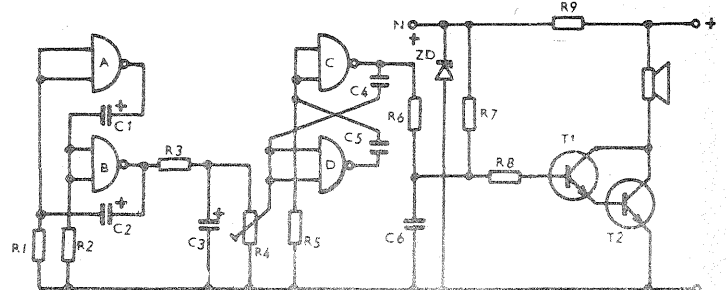 R9
N
+
+
A
ZD
C
C4
C1
+
R6
R7
B
R3
C5
T1
D
R8
+
C2
+
C3
R4
R5
C6
T2
R1
R2